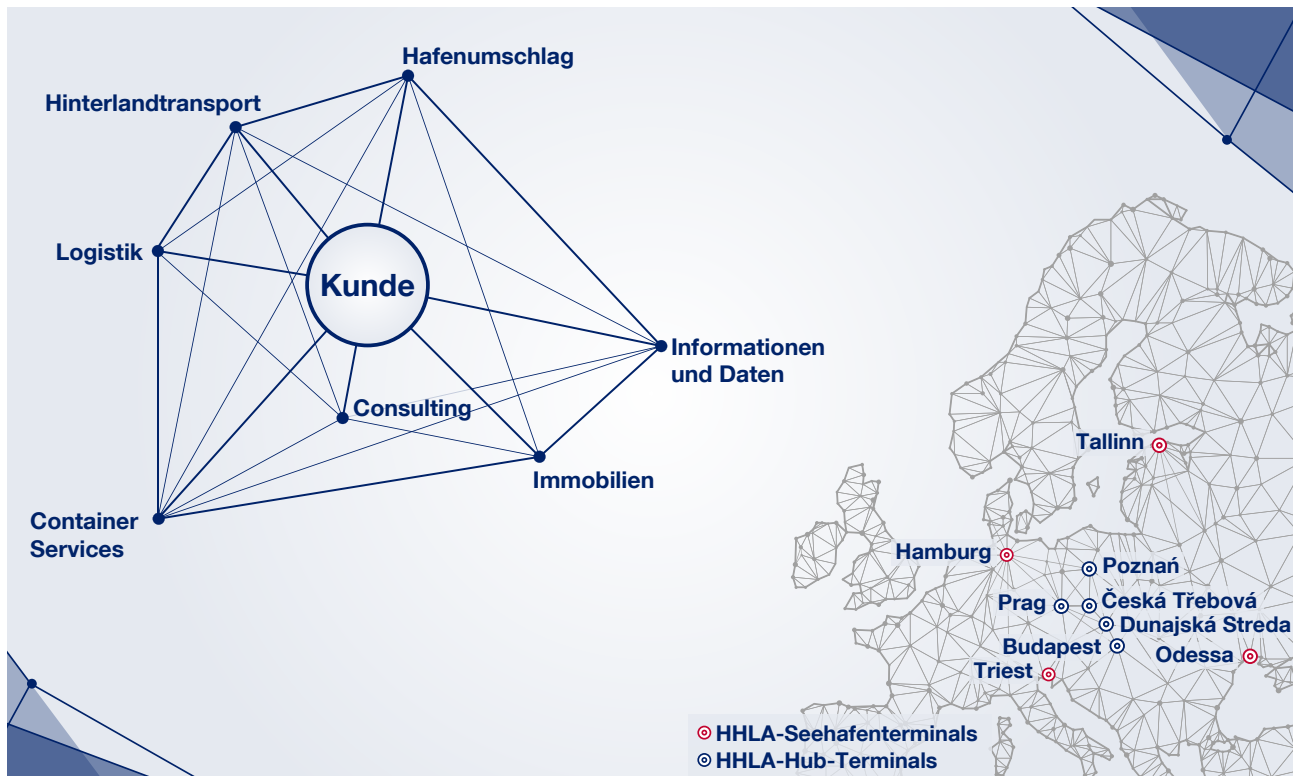 Hafenumschlag
Hinterlandtransport
Logistik
Kunde
Informationen
und Daten
Consulting
Immobilien
Container
Services
Tallinn
Hamburg
Poznań
Prag
Česká Třebová
Dunajská Streda
Budapest
Odessa
Triest
HHLA-Seehafenterminals
HHLA-Hub-Terminals